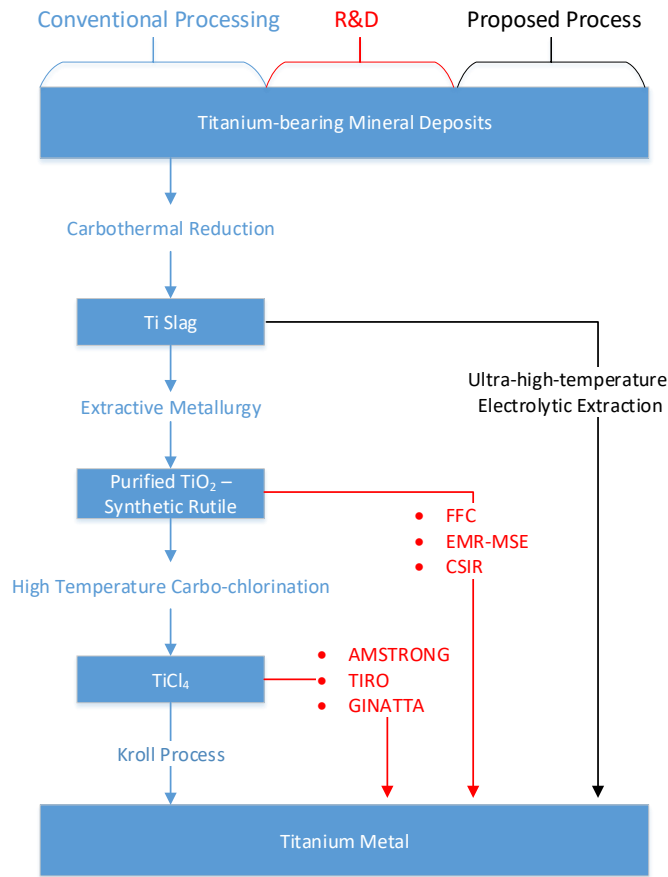 Conventional Processing
R&D
Proposed Process
Titanium-bearing Mineral Deposits
Carbothermal Reduction
Ti Slag
Ultra-high-temperature
Electrolytic Extraction
Extractive Metallurgy
Purified TiO₂ –
Synthetic Rutile
• FFC
• EMR-MSE
• CSIR
High Temperature Carbo-chlorination
TiCl₄
• AMSTRONG
• TIRO
• GINATTA
Kroll Process
Titanium Metal